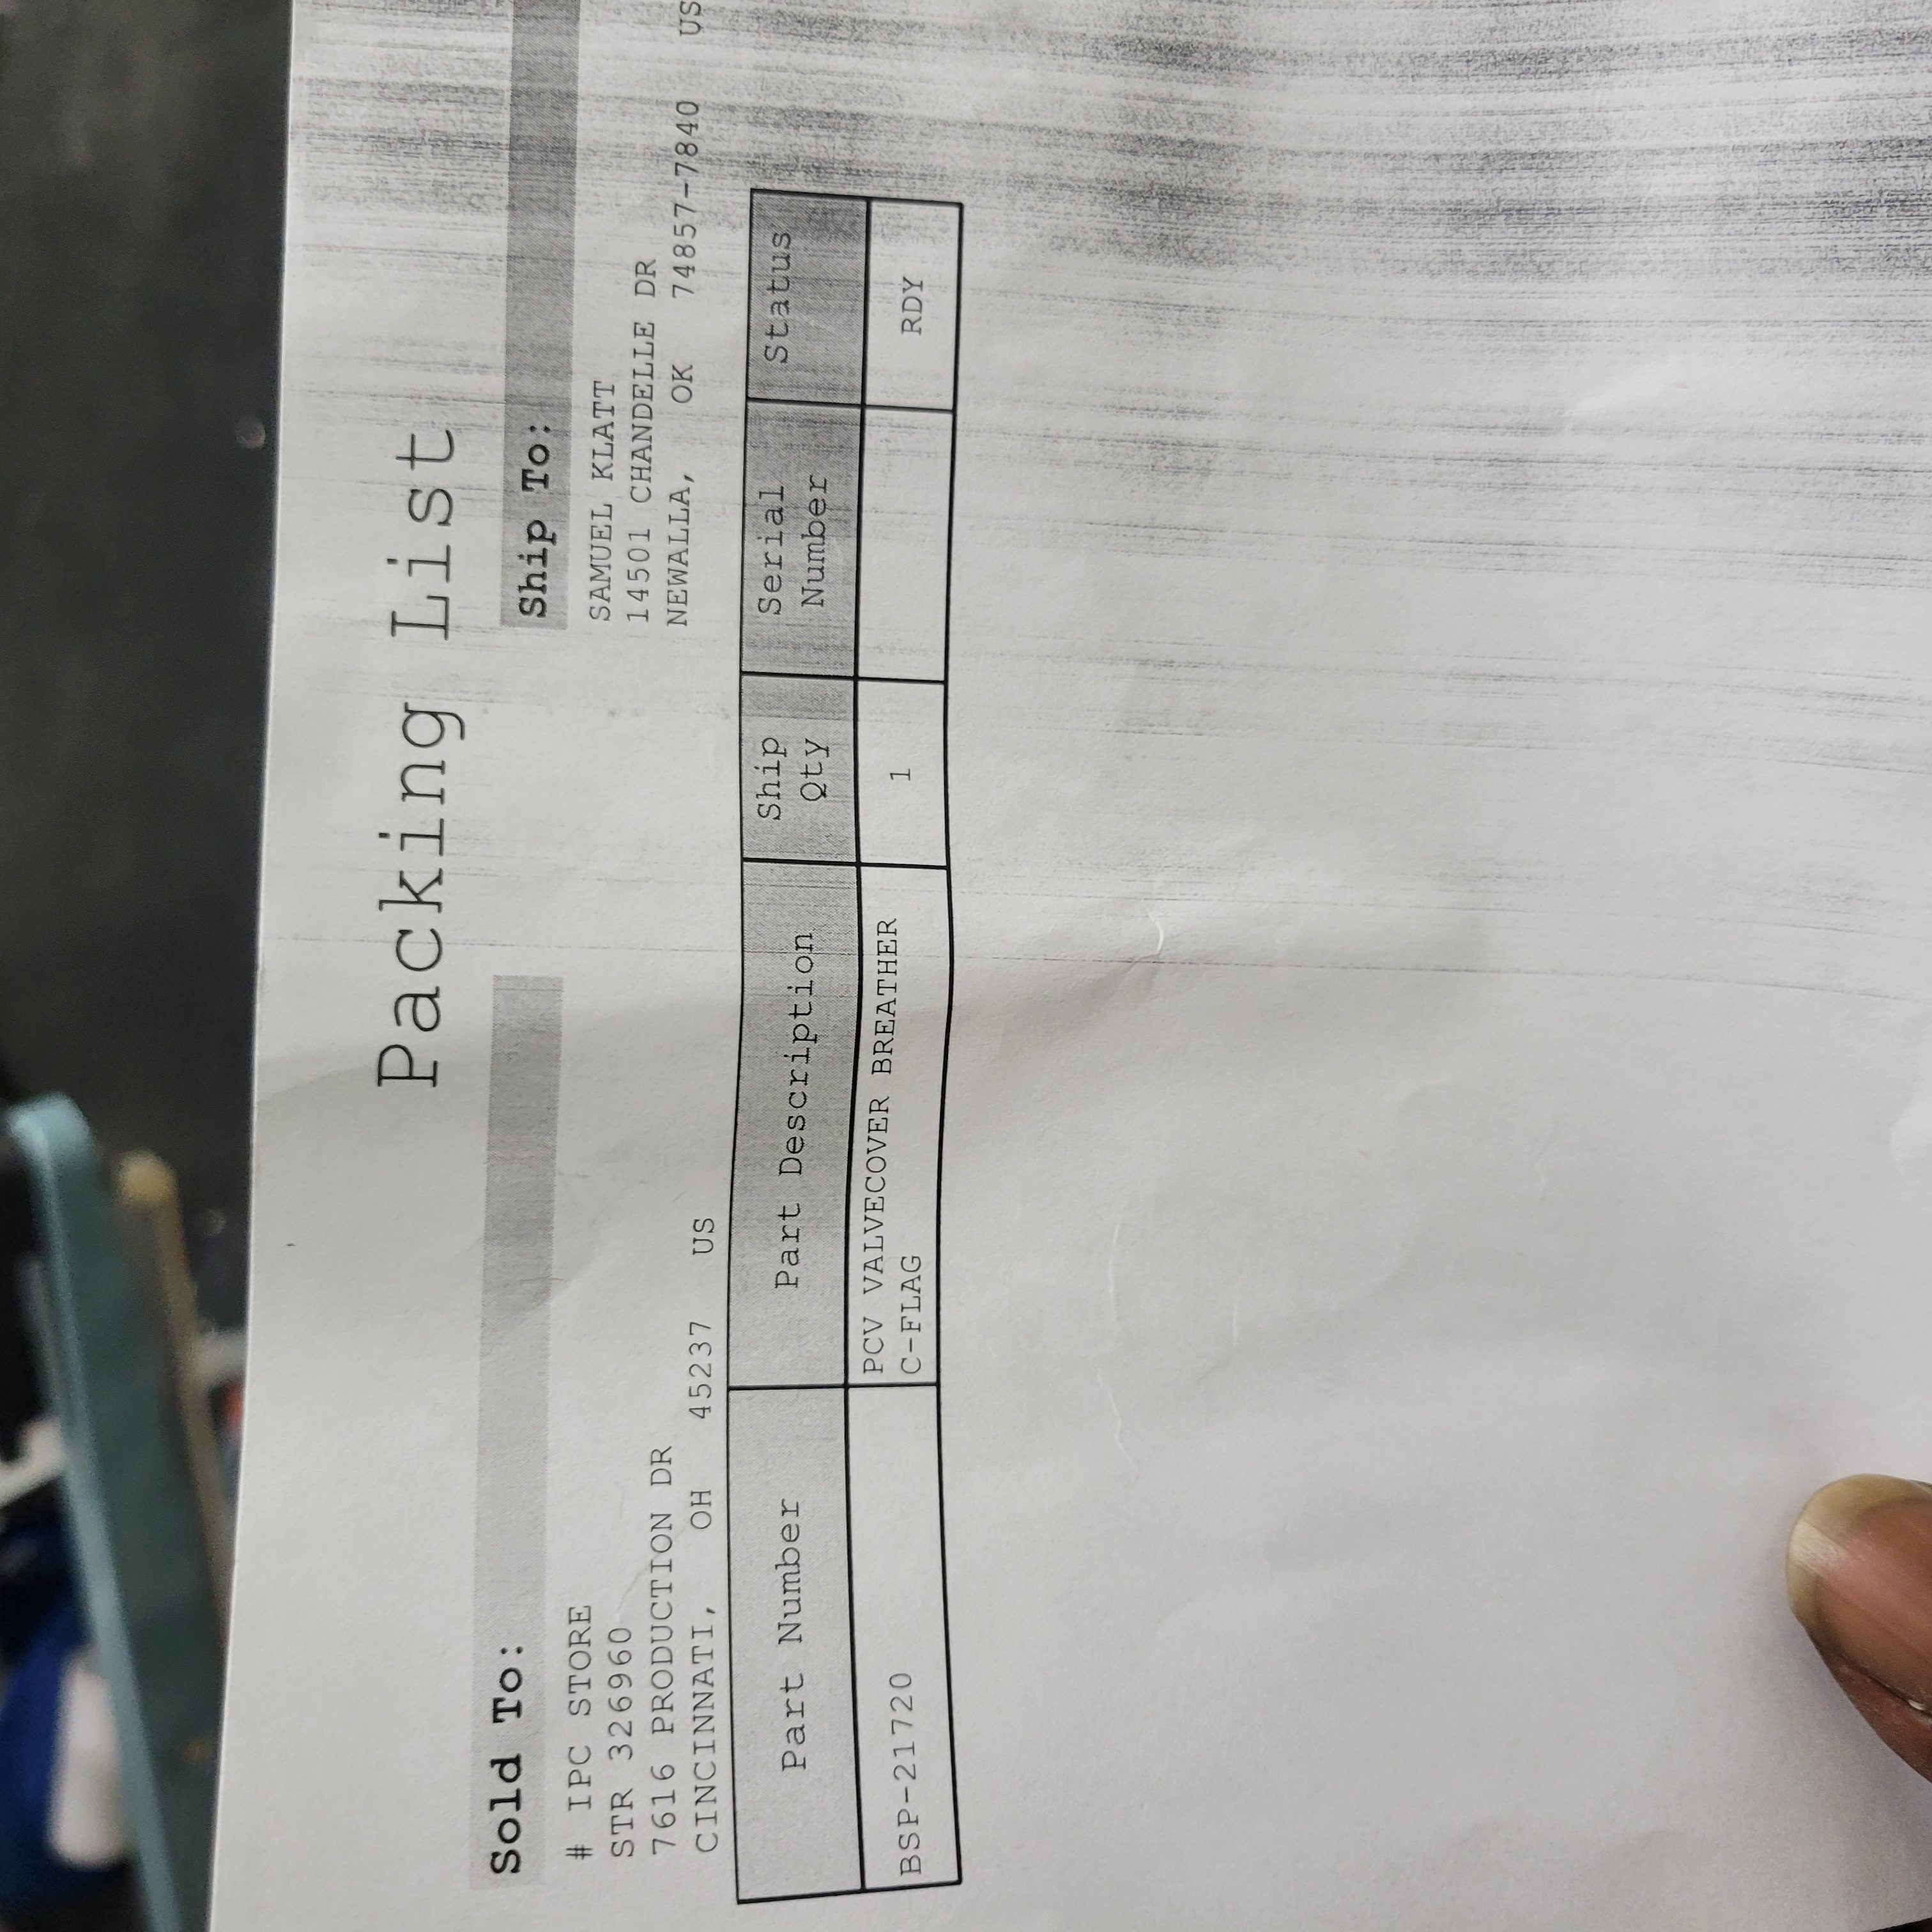 Packing List
Sold To:
# IPC STORE
STR 326960
7616 PRODUCTION DR
CINCINNATI, OH 45237 US
Ship To:
SAMUEL KLATT
14501 CHANDELLE DR
NEWALLA, OK 74857-7840 US
Part Number
Part Description
Ship
Qty
Serial
Number
Status
BSP-21720
PCV VALVECOVER BREATHER
C-FLAG
1
RDY